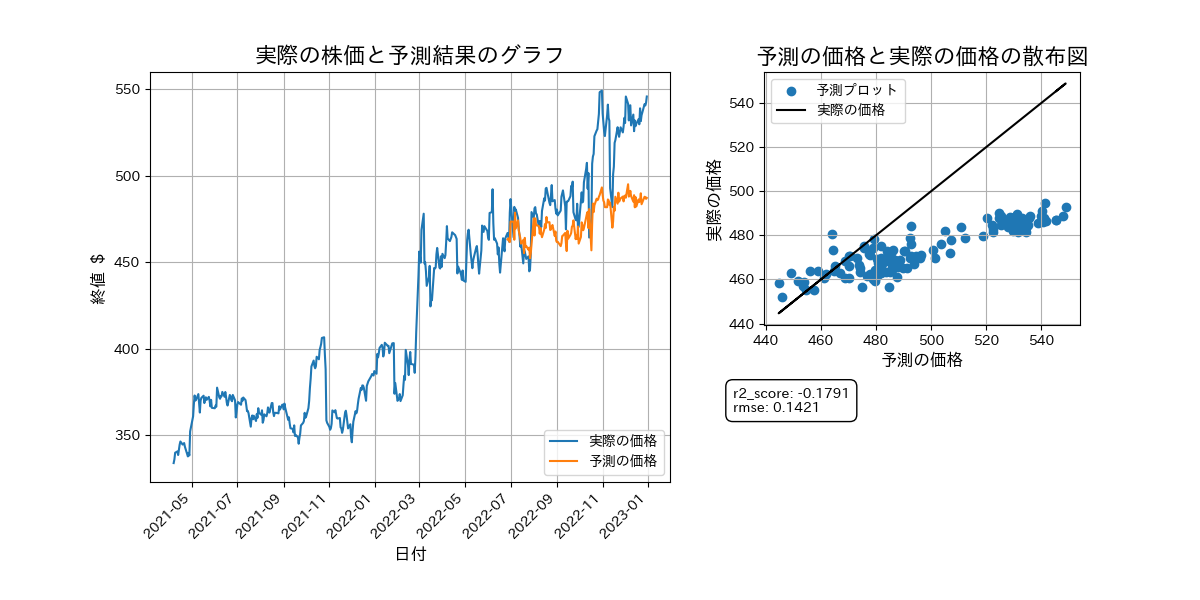 実際の株価と予測結果のグラフ
終値 $
550
500
450
400
350
実際の価格
予測の価格
2021-05
2021-07
2021-09
2021-11
2022-01
2022-03
2022-05
2022-07
2022-09
2022-11
2023-01
日付
予測の価格と実際の価格の散布図
実際の価格
540
520
500
480
460
440
予測プロット
実際の価格
440
460
480
500
520
540
予測の価格
r2_score: -0.1791
rmse: 0.1421